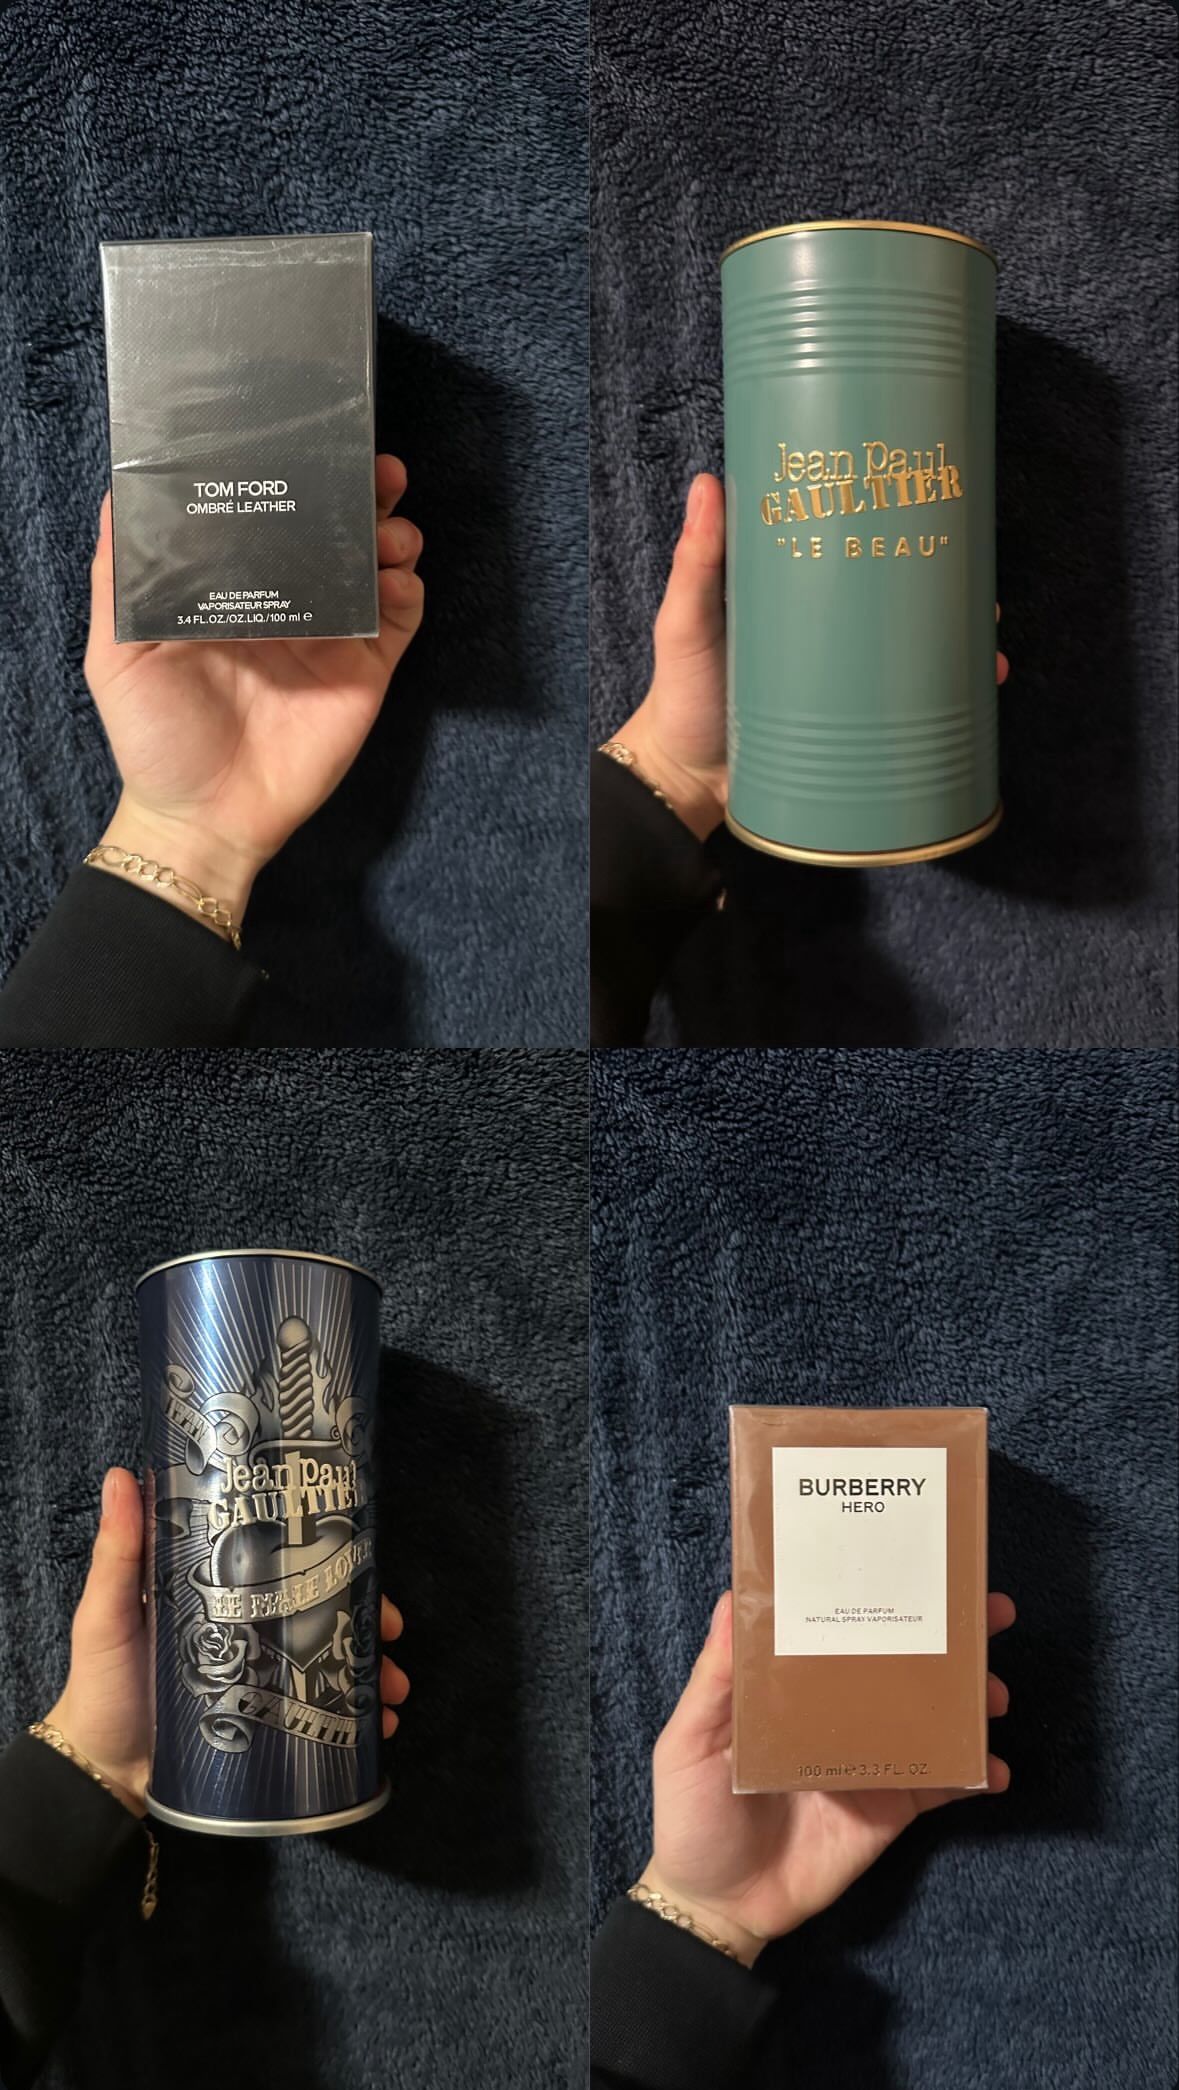 TOM FORD
OMBRÉ LEATHER
EAU DE PARFUM
VAPORISATEUR SPRAY
3.4 FL.OZ./OZ.LIQ./100 ml ℮
Jean Paul
GAULTIER
"LE BEAU"
JEAN
Jean Paul
GAULTIER
LE MALE LOVER
GAULTIER
BURBERRY
HERO
EAU DE PARFUM
NATURAL SPRAY VAPORISATEUR
100 ml ℮ 3.3 FL. OZ.